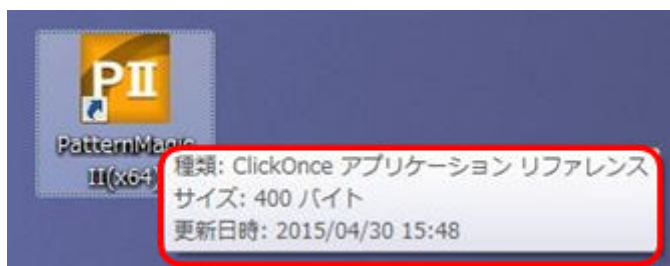 PII
PatternMagic
II(x64)
種類: ClickOnce アプリケーション リファレンス
サイズ: 400 バイト
更新日時: 2015/04/30 15:48